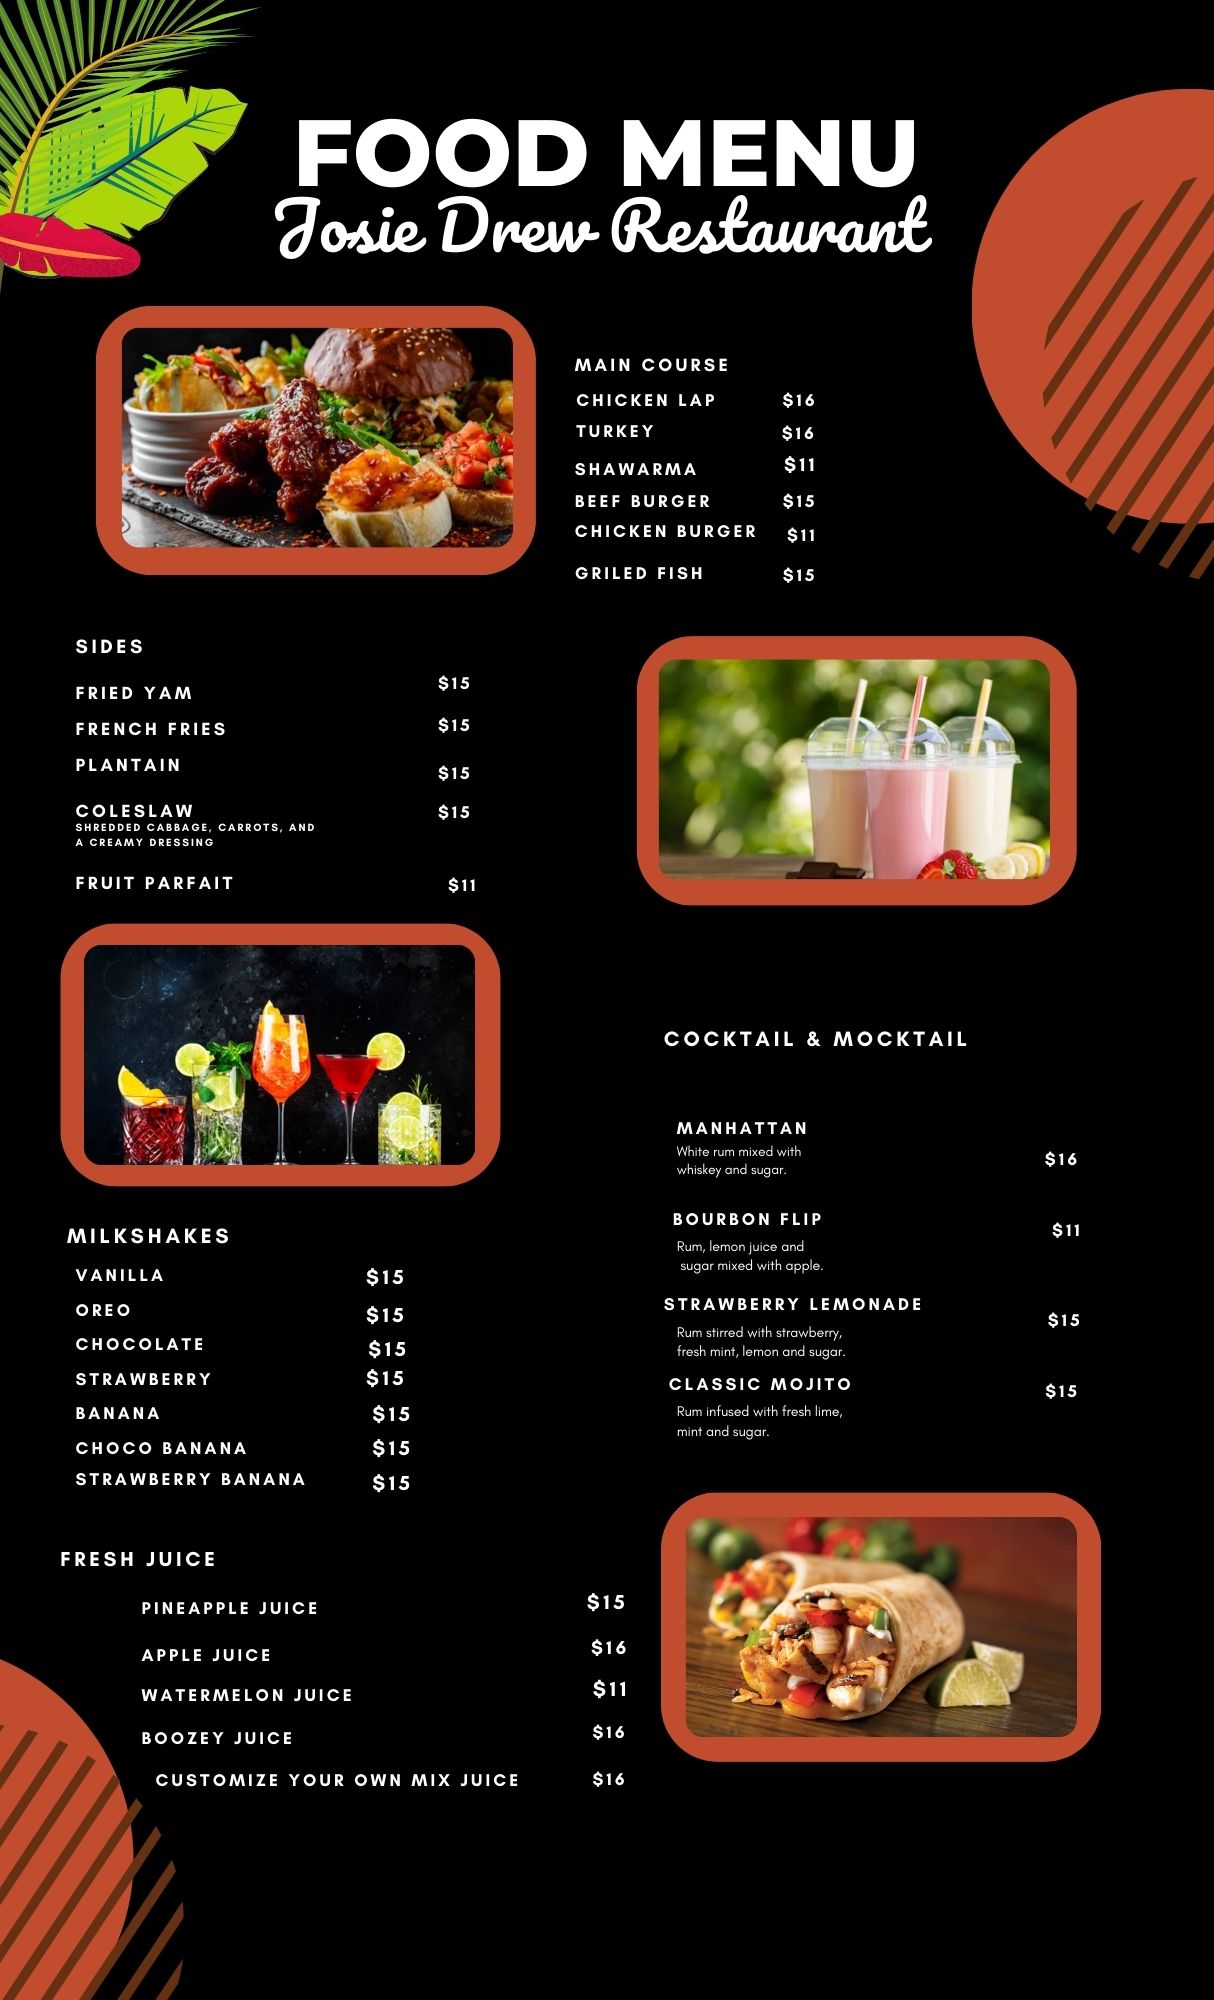 FOOD MENU
Josie Drew Restaurant
MAIN COURSE
CHICKEN LAP $16
TURKEY $16
SHAWARMA $11
BEEF BURGER $15
CHICKEN BURGER $11
GRILED FISH $15
SIDES
FRIED YAM $15
FRENCH FRIES $15
PLANTAIN $15
COLESLAW $15
SHREDDED CABBAGE, CARROTS, AND
A CREAMY DRESSING
FRUIT PARFAIT $11
COCKTAIL & MOCKTAIL
MANHATTAN
White rum mixed with
whiskey and sugar.
$16
BOURBON FLIP $11
Rum, lemon juice and
sugar mixed with apple.
STRAWBERRY LEMONADE $15
Rum stirred with strawberry,
fresh mint, lemon and sugar.
CLASSIC MOJITO $15
Rum infused with fresh lime,
mint and sugar.
MILKSHAKES
VANILLA $15
OREO $15
CHOCOLATE $15
STRAWBERRY $15
BANANA $15
CHOCO BANANA $15
STRAWBERRY BANANA $15
FRESH JUICE
PINEAPPLE JUICE $15
APPLE JUICE $16
WATERMELON JUICE $11
BOOZEY JUICE $16
CUSTOMIZE YOUR OWN MIX JUICE $16